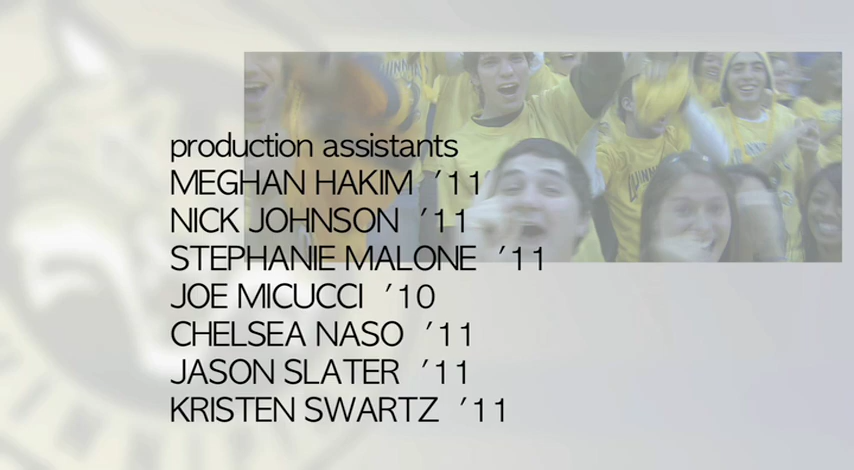 production assistants
MEGHAN HAKIM '11
NICK JOHNSON '11
STEPHANIE MALONE '11
JOE MICUCCI '10
CHELSEA NASO '11
JASON SLATER '11
KRISTEN SWARTZ '11